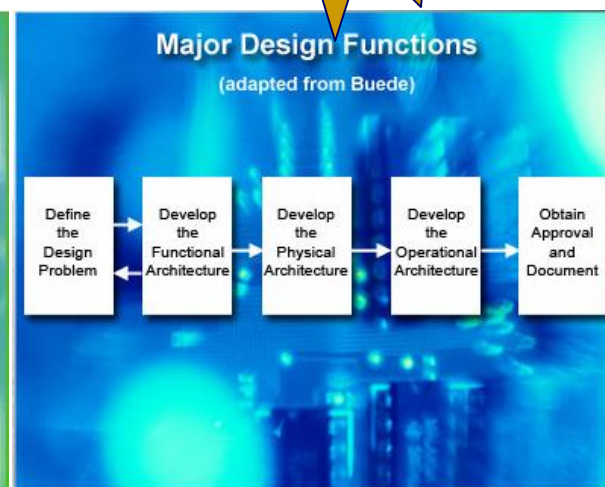 Major Design Functions
(adapted from Buede)
Define
the
Design
Problem
Develop
the
Functional
Architecture
Develop
the
Physical
Architecture
Develop
the
Operational
Architecture
Obtain
Approval
and
Document